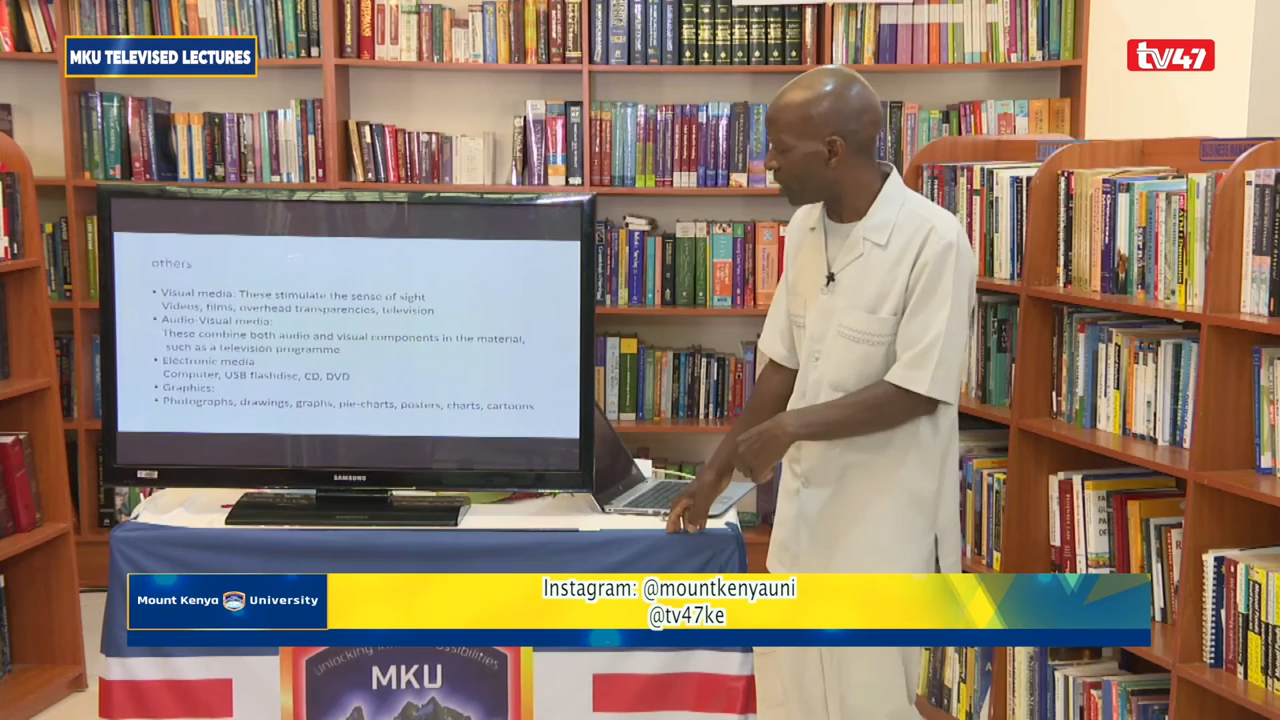 MKU TELEVISED LECTURES
tv47
BUSINESS MANAG
others
• Visual media: These stimulate the sense of sight
Videos, films, overhead transparencies, television
• Audio-Visual media:
These combine both audio and visual components in the material,
such as a television programme
• Electronic media
Computer, USB flashdisc, CD, DVD
• Graphics:
• Photographs, drawings, graphs, pie-charts, posters, charts, cartoons
SAMSUNG
Mount Kenya University
Instagram: @mountkenyauni
@tv47ke
MKU